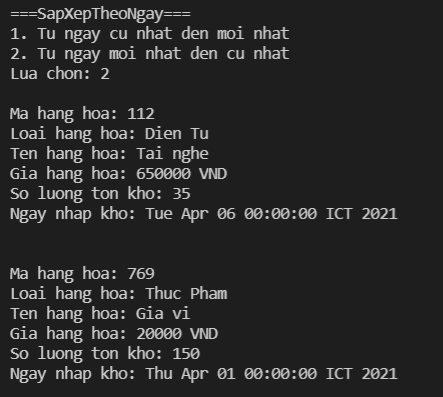 ===SapXepTheoNgay===
1. Tu ngay cu nhat den moi nhat
2. Tu ngay moi nhat den cu nhat
Lua chon: 2
Ma hang hoa: 112
Loai hang hoa: Dien Tu
Ten hang hoa: Tai nghe
Gia hang hoa: 650000 VND
So luong ton kho: 35
Ngay nhap kho: Tue Apr 06 00:00:00 ICT 2021
Ma hang hoa: 769
Loai hang hoa: Thuc Pham
Ten hang hoa: Gia vi
Gia hang hoa: 20000 VND
So luong ton kho: 150
Ngay nhap kho: Thu Apr 01 00:00:00 ICT 2021